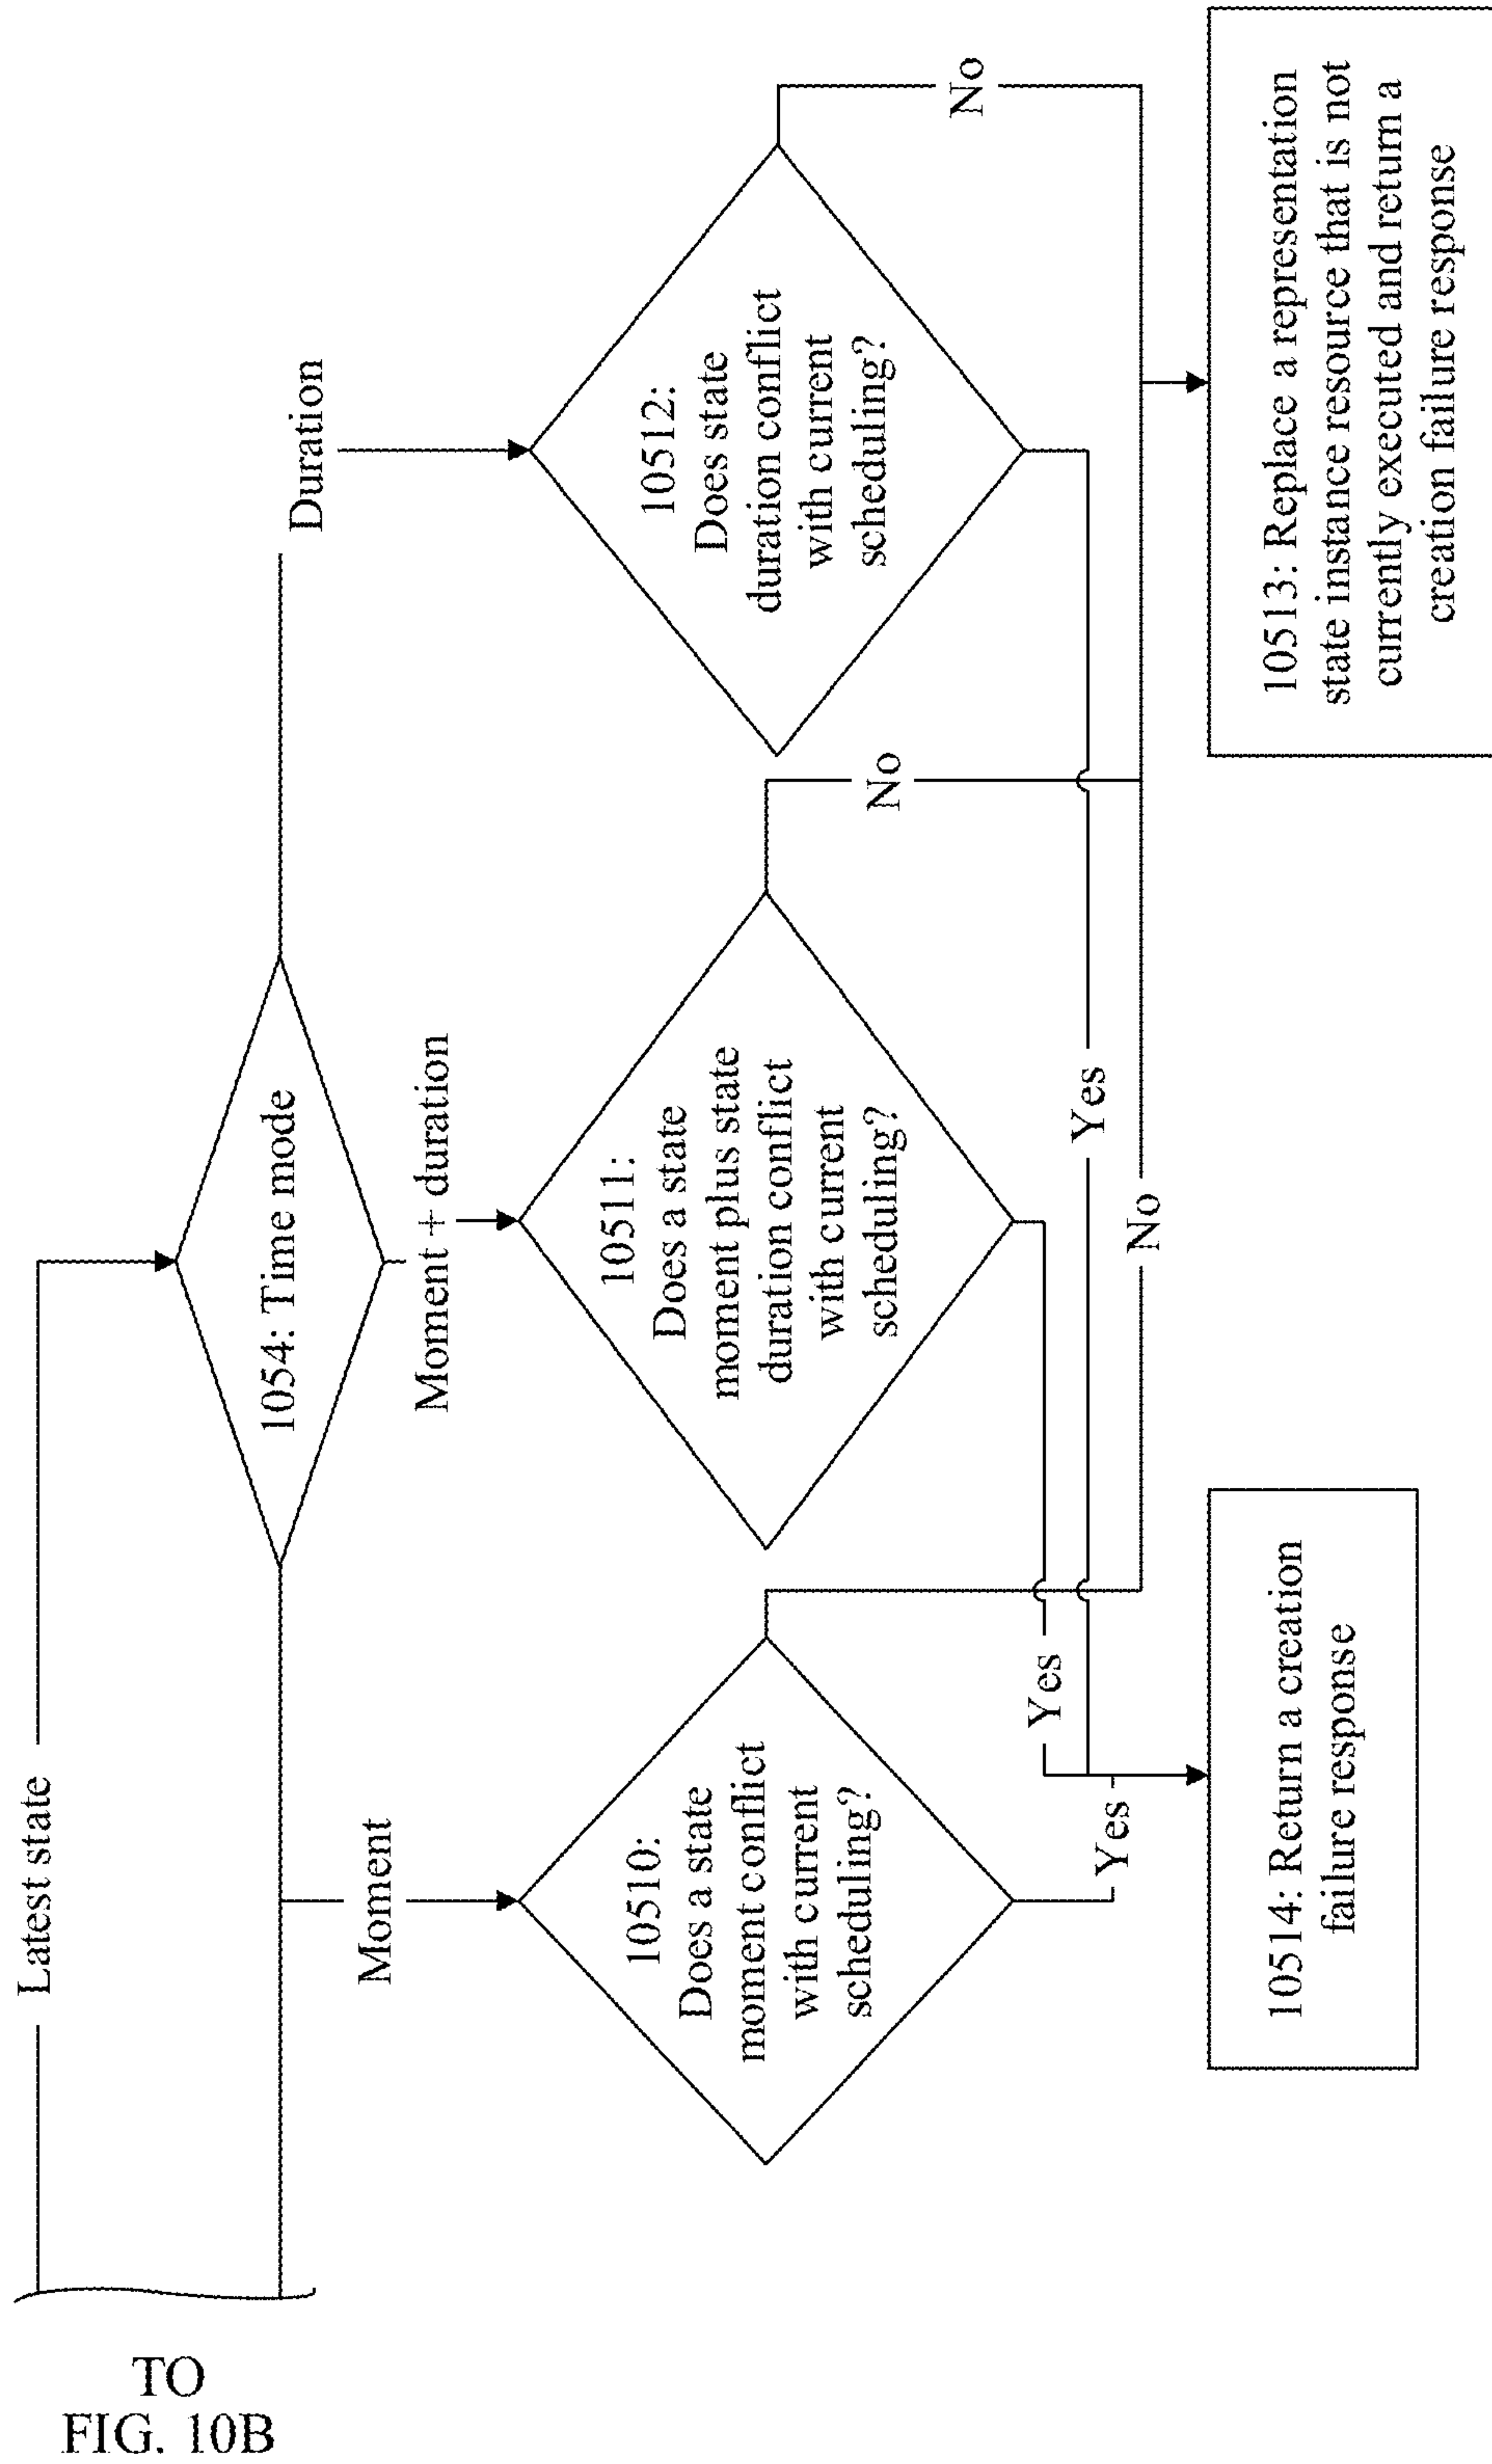 TO
FIG. 10B
Latest state
1054: Time mode
Moment
Moment + duration
Duration
10510:
Does a state
moment conflict
with current
scheduling?
10511:
Does a state
moment plus state
duration conflict
with current
scheduling?
10512:
Does state
duration conflict
with current
scheduling?
Yes
Yes
Yes
No
No
No
10514: Return a creation
failure response
10513: Replace a representation
state instance resource that is not
currently executed and return a
creation failure response